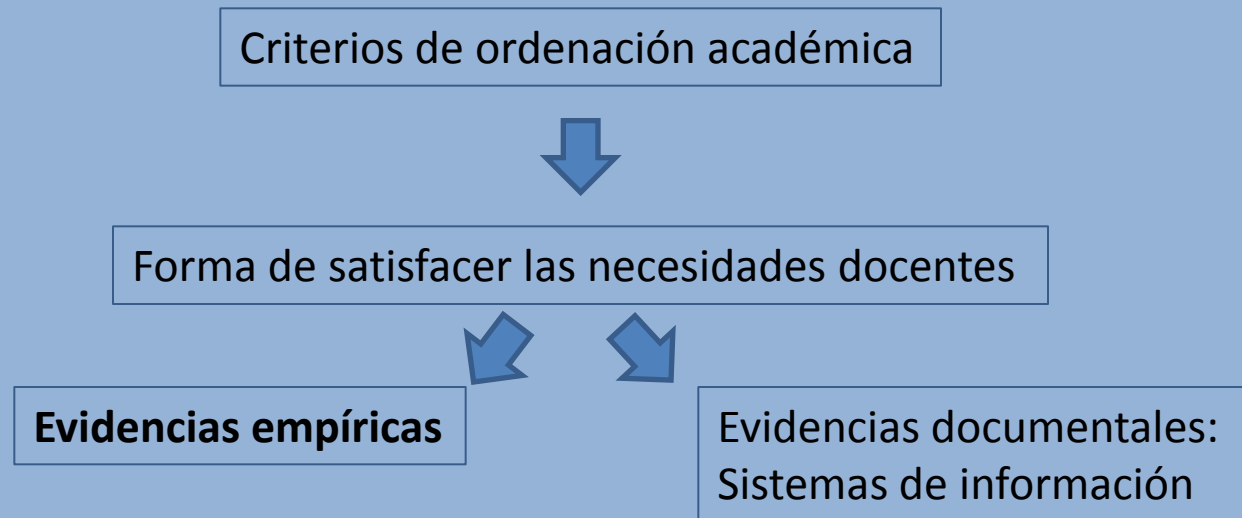 Criterios de ordenación académica
Forma de satisfacer las necesidades docentes
Evidencias empíricas
Evidencias documentales:
Sistemas de información